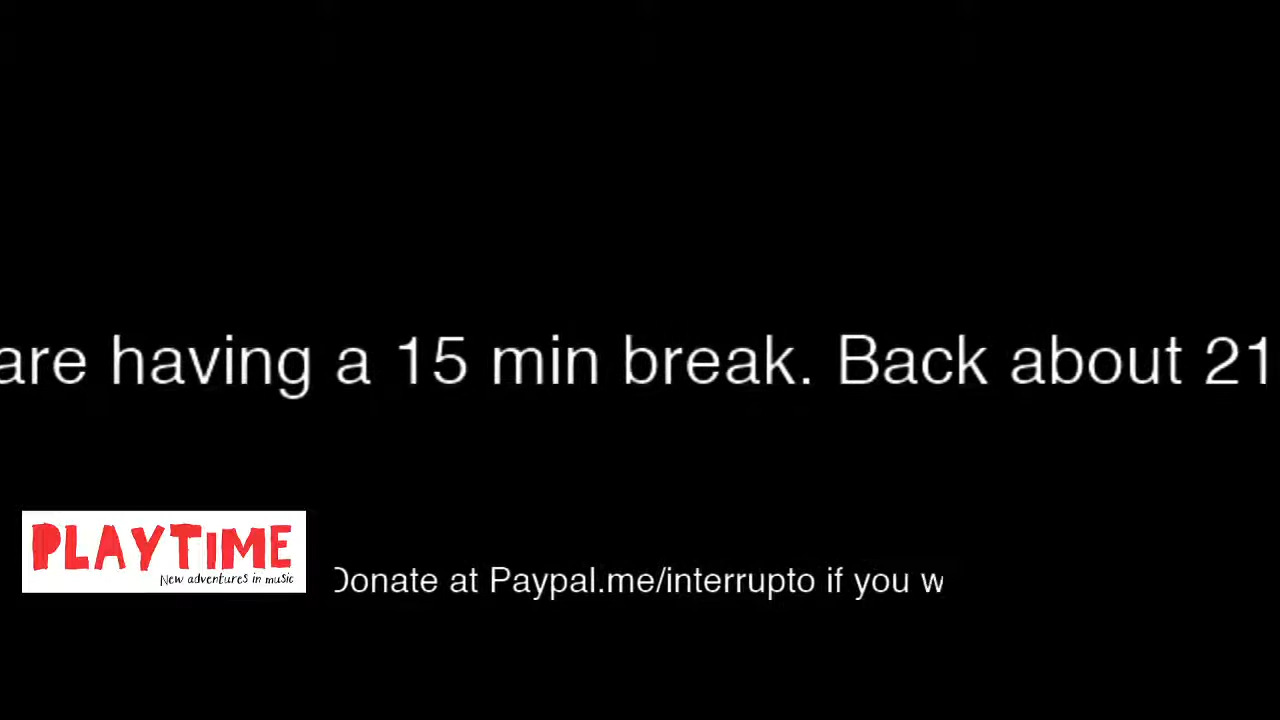 are having a 15 min break. Back about 21
PLAYTIME
New adventures in music
Donate at Paypal.me/interrupto if you w